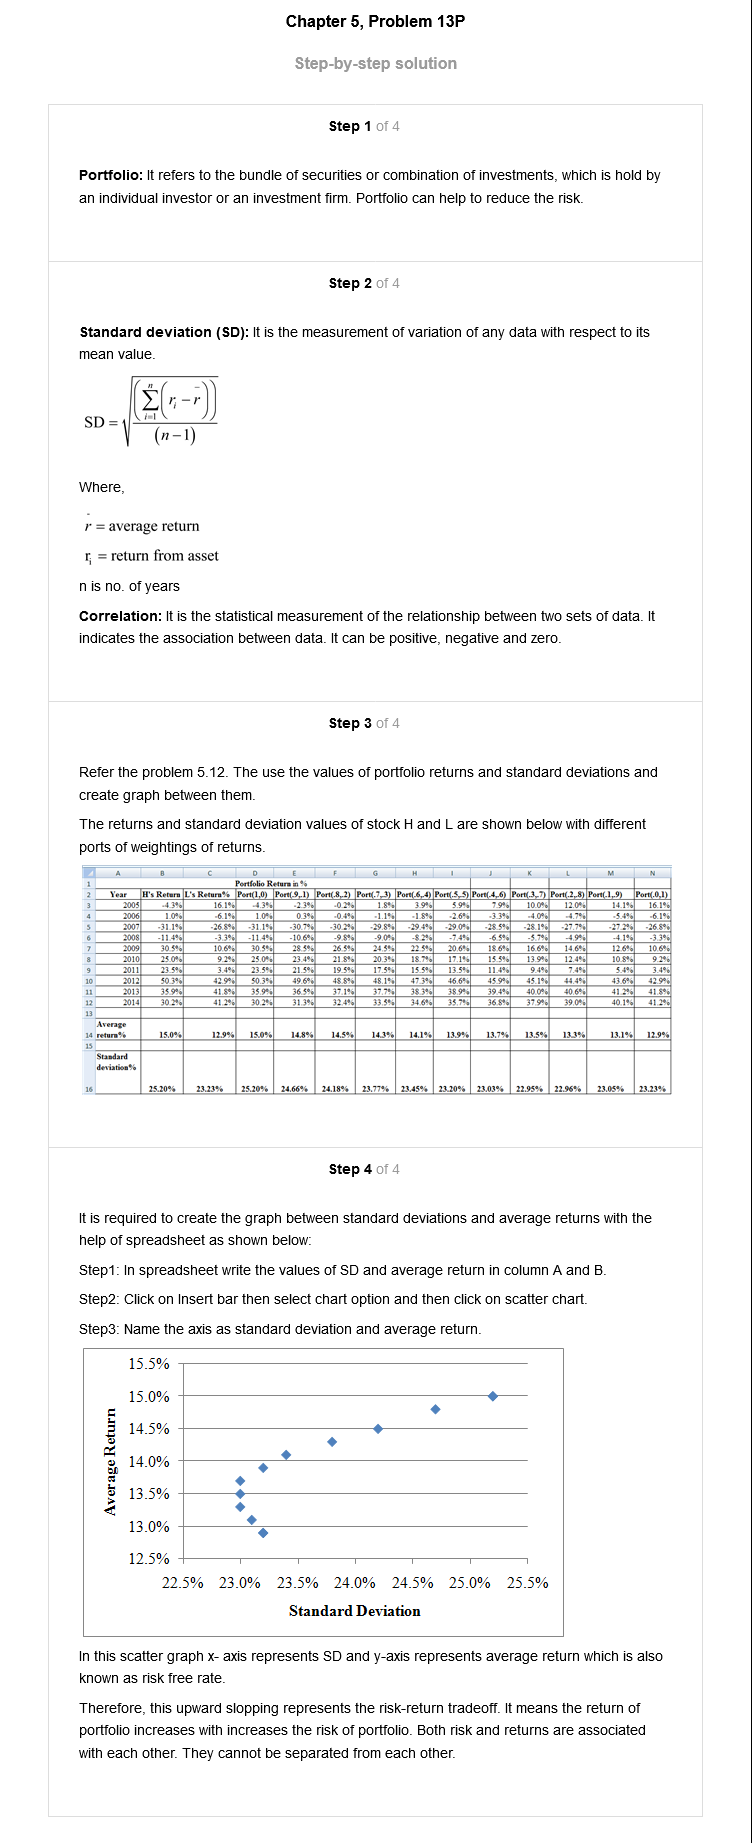 Chapter 5, Problem 13P
Step-by-step solution
Step 1 of 4
Portfolio: It refers to the bundle of securities or combination of investments, which is hold by
an individual investor or an investment firm. Portfolio can help to reduce the risk.
Step 2 of 4
Standard deviation (SD): It is the measurement of variation of any data with respect to its
mean value.
SD = √((∑_{i=1}^{n}(r_i − r̄))/(n−1))
Where,
r̄ = average return
r_i = return from asset
n is no. of years
Correlation: It is the statistical measurement of the relationship between two sets of data. It
indicates the association between data. It can be positive, negative and zero.
Step 3 of 4
Refer the problem 5.12. The use the values of portfolio returns and standard deviations and
create graph between them.
The returns and standard deviation values of stock H and L are shown below with different
ports of weightings of returns.
A B C D E F G H I J K L M N
1 Portfolio Return in %
2 Year H's Return L's Return% Port(1,0) Port(.9,.1) Port(.8,.2) Port(.7,.3) Port(.6,.4) Port(.5,.5) Port(.4,.6) Port(.3,.7) Port(.2,.8) Port(.1,.9) Port(.0,1)
3 2005 -4.3% 16.1% -4.3% -2.3% -0.2% 1.8% 3.9% 5.9% 7.9% 10.0% 12.0% 14.1% 16.1%
4 2006 1.0% -6.1% 1.0% 0.3% -0.4% -1.1% -1.8% -2.6% -3.3% -4.0% -4.7% -5.4% -6.1%
5 2007 -31.1% -26.8% -31.1% -30.7% -30.2% -29.8% -29.4% -29.0% -28.5% -28.1% -27.7% -27.2% -26.8%
6 2008 -11.4% -3.3% -11.4% -10.6% -9.8% -9.0% -8.2% -7.4% -6.5% -5.7% -4.9% -4.1% -3.3%
7 2009 30.5% 10.6% 30.5% 28.5% 26.5% 24.5% 22.5% 20.6% 18.6% 16.6% 14.6% 12.6% 10.6%
8 2010 25.0% 9.2% 25.0% 23.4% 21.8% 20.3% 18.7% 17.1% 15.5% 13.9% 12.4% 10.8% 9.2%
9 2011 23.5% 3.4% 23.5% 21.5% 19.5% 17.5% 15.5% 13.5% 11.4% 9.4% 7.4% 5.4% 3.4%
10 2012 50.3% 42.9% 50.3% 49.6% 48.8% 48.1% 47.3% 46.6% 45.9% 45.1% 44.4% 43.6% 42.9%
11 2013 35.9% 41.8% 35.9% 36.5% 37.1% 37.7% 38.3% 38.9% 39.4% 40.0% 40.6% 41.2% 41.8%
12 2014 30.2% 41.2% 30.2% 31.3% 32.4% 33.5% 34.6% 35.7% 36.8% 37.9% 39.0% 40.1% 41.2%
13
Average
14 return% 15.0% 12.9% 15.0% 14.8% 14.5% 14.3% 14.1% 13.9% 13.7% 13.5% 13.3% 13.1% 12.9%
15
Standard
deviation%
16 25.20% 23.23% 25.20% 24.66% 24.18% 23.77% 23.45% 23.20% 23.03% 22.95% 22.96% 23.05% 23.23%
Step 4 of 4
It is required to create the graph between standard deviations and average returns with the
help of spreadsheet as shown below:
Step1: In spreadsheet write the values of SD and average return in column A and B.
Step2: Click on Insert bar then select chart option and then click on scatter chart.
Step3: Name the axis as standard deviation and average return.
15.5%
15.0%
14.5%
14.0%
13.5%
13.0%
12.5%
Average Return
22.5% 23.0% 23.5% 24.0% 24.5% 25.0% 25.5%
Standard Deviation
In this scatter graph x- axis represents SD and y-axis represents average return which is also
known as risk free rate.
Therefore, this upward slopping represents the risk-return tradeoff. It means the return of
portfolio increases with increases the risk of portfolio. Both risk and returns are associated
with each other. They cannot be separated from each other.